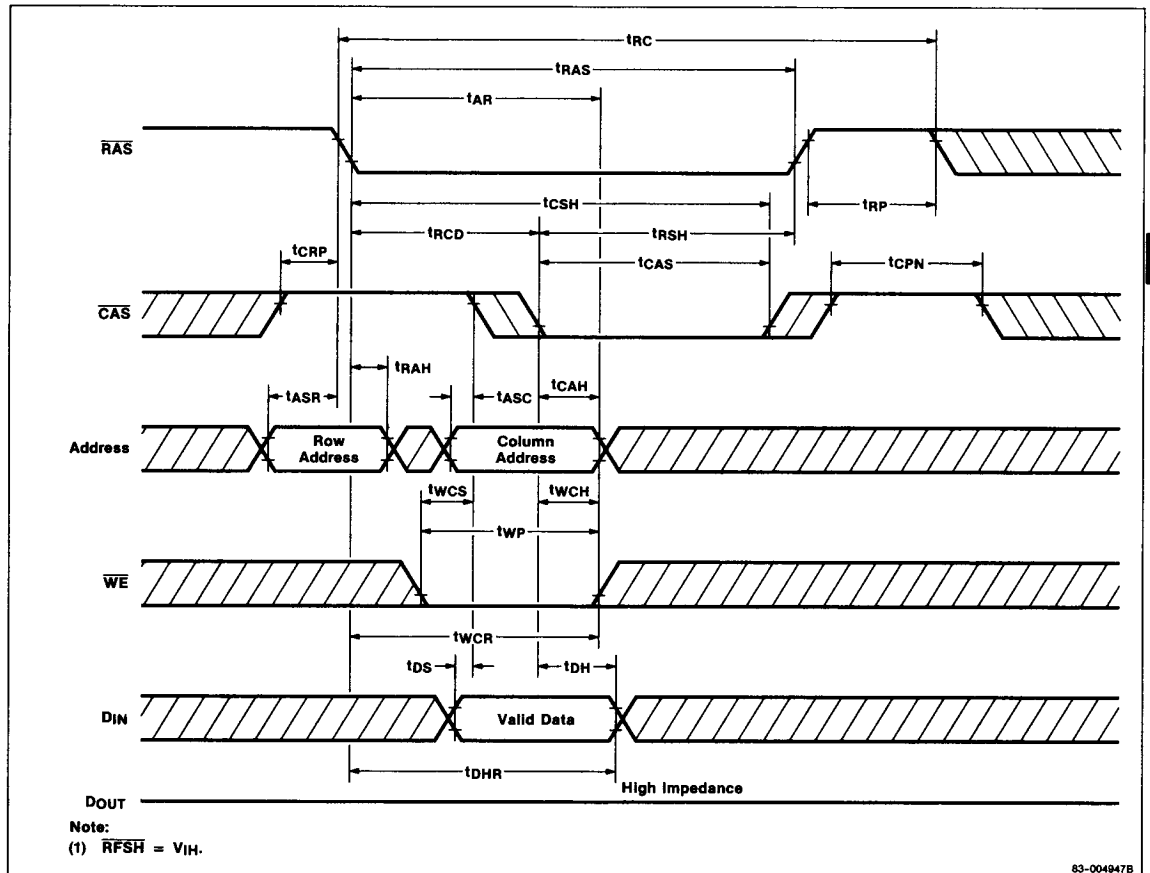 tRC
tRAS
tAR
RAS
tCSH
tRP
tRCD
tRSH
tCRP
tCAS
tCPN
CAS
tRAH
tASR
tASC
tCAH
Address
Row
Address
Column
Address
tWCS
tWCH
tWP
WE
tWCR
tDS
tDH
DIN
Valid Data
tDHR
High Impedance
DOUT
Note:
(1) RFSH = VIH.
83-004947B